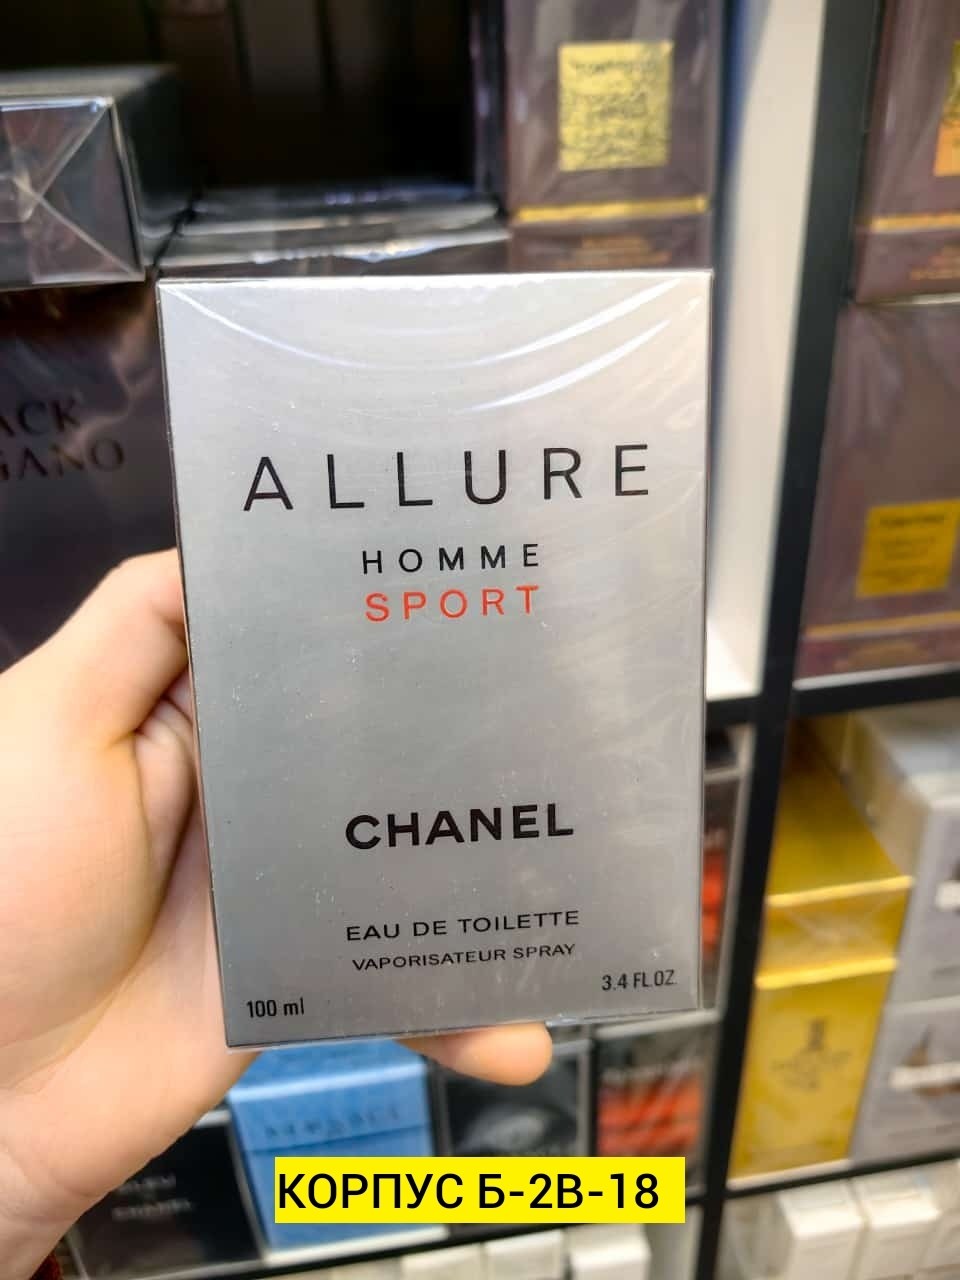 ALLURE
HOMME
SPORT
CHANEL
EAU DE TOILETTE
VAPORISATEUR SPRAY
100 ml
3.4 FL.OZ.
КОРПУС Б-2В-18